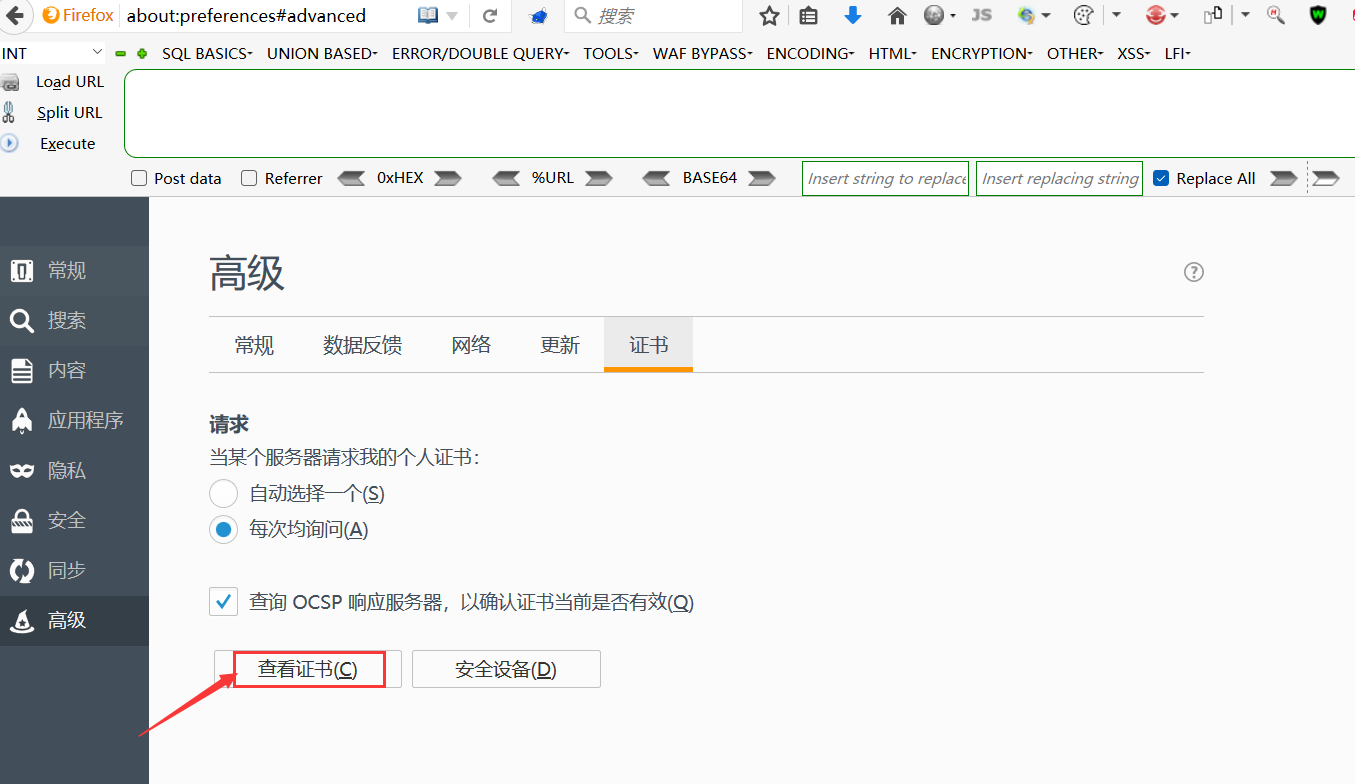 Firefox about:preferences#advanced 搜索 JS
INT SQL BASICS UNION BASED ERROR/DOUBLE QUERY TOOLS WAF BYPASS ENCODING HTML ENCRYPTION OTHER XSS LFI
Load URL
Split URL
Execute
Post data Referrer 0xHEX %URL BASE64 Insert string to replace Insert replacing string Replace All
常规
搜索
内容
应用程序
隐私
安全
同步
高级
高级
常规 数据反馈 网络 更新 证书
请求
当某个服务器请求我的个人证书:
自动选择一个(S)
每次均询问(A)
查询 OCSP 响应服务器，以确认证书当前是否有效(Q)
查看证书(C) 安全设备(D)